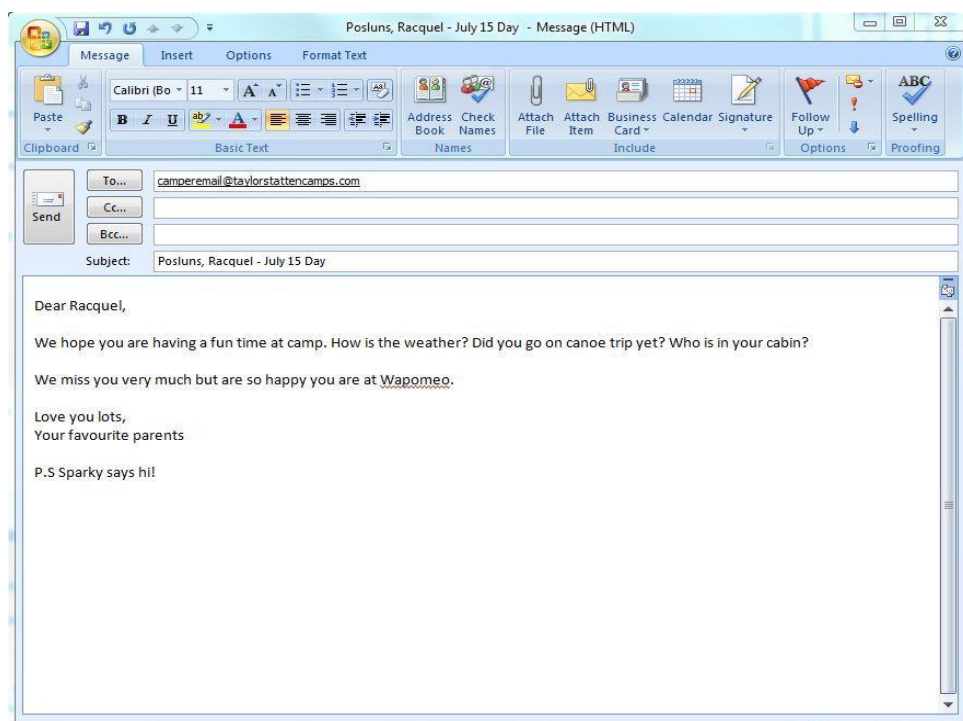 Posluns, Racquel - July 15 Day - Message (HTML)
Message Insert Options Format Text
Calibri (Bo 11
Paste
B I U
Address Book
Check Names
Attach File
Attach Item
Business Card
Calendar
Signature
Follow Up
ABC
Spelling
Clipboard Basic Text Names Include Options Proofing
Send
To... camperemail@taylorstattencamps.com
Cc...
Bcc...
Subject: Posluns, Racquel - July 15 Day
Dear Racquel,
We hope you are having a fun time at camp. How is the weather? Did you go on canoe trip yet? Who is in your cabin?
We miss you very much but are so happy you are at Wapomeo.
Love you lots,
Your favourite parents
P.S Sparky says hi!